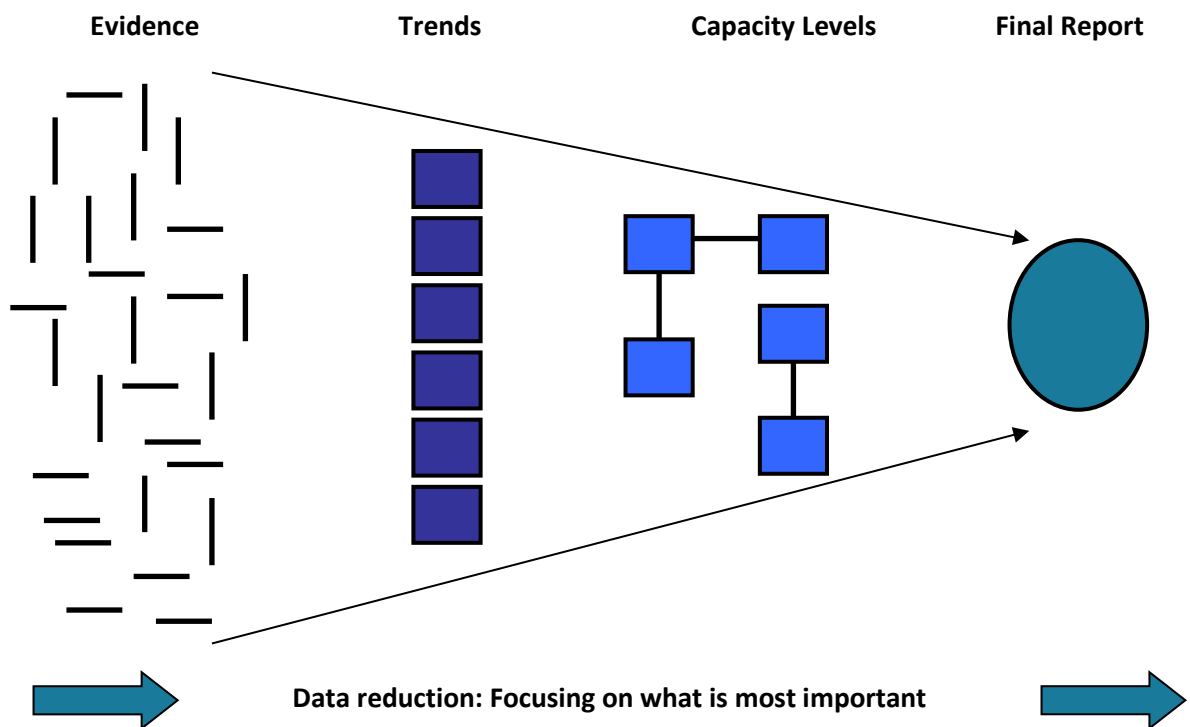 Evidence Trends Capacity Levels Final Report
Data reduction: Focusing on what is most important